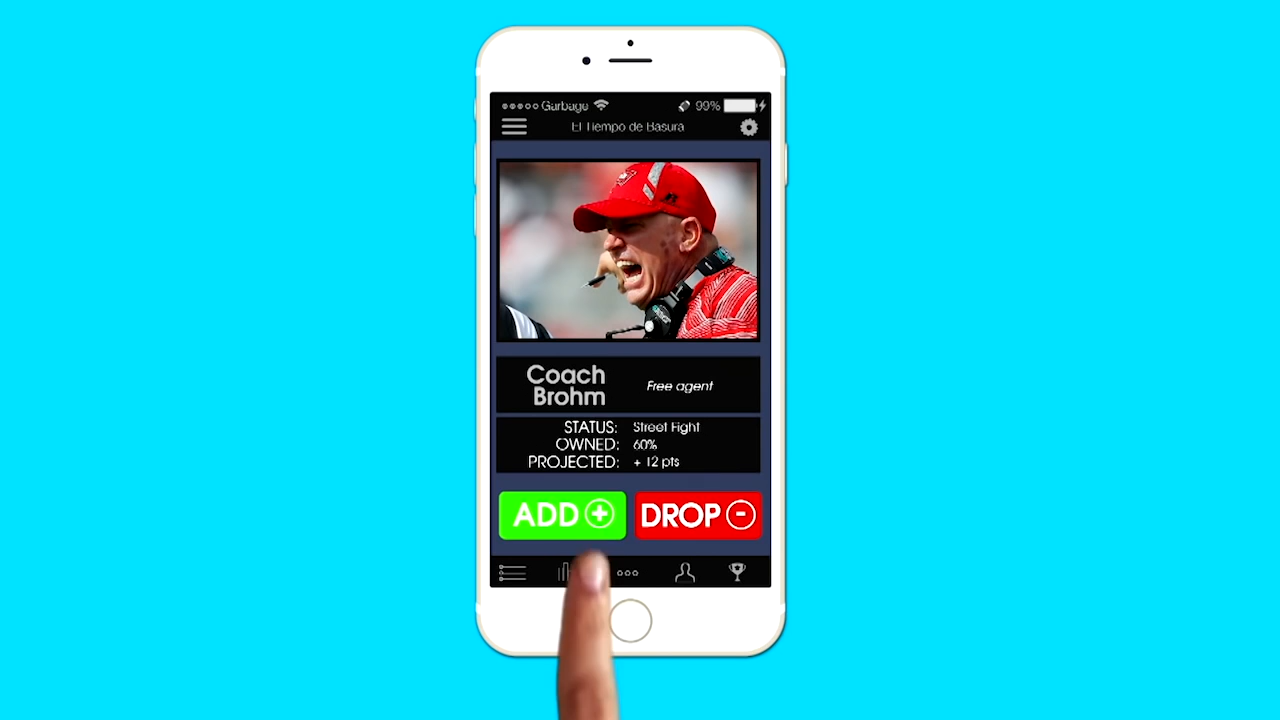 Garbage 99%
El Tiempo de Basura
Coach
Brohm
Free agent
STATUS: Street Fight
OWNED: 60%
PROJECTED: + 12 pts
ADD + DROP -